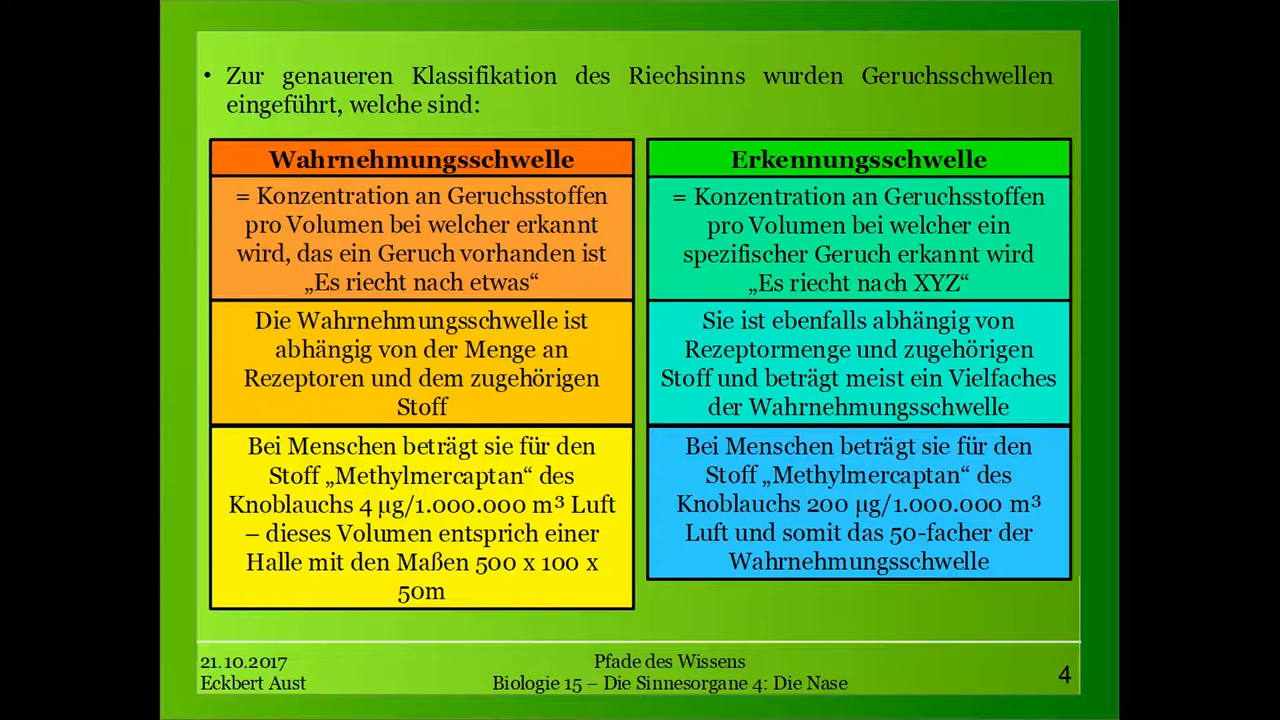 • Zur genaueren Klassifikation des Riechsinns wurden Geruchsschwellen
eingeführt, welche sind:
Wahrnehmungsschwelle
= Konzentration an Geruchsstoffen
pro Volumen bei welcher erkannt
wird, das ein Geruch vorhanden ist
„Es riecht nach etwas“
Die Wahrnehmungsschwelle ist
abhängig von der Menge an
Rezeptoren und dem zugehörigen
Stoff
Bei Menschen beträgt sie für den
Stoff „Methylmercaptan“ des
Knoblauchs 4 µg/1.000.000 m³ Luft
– dieses Volumen entsprich einer
Halle mit den Maßen 500 x 100 x
50m
Erkennungsschwelle
= Konzentration an Geruchsstoffen
pro Volumen bei welcher ein
spezifischer Geruch erkannt wird
„Es riecht nach XYZ“
Sie ist ebenfalls abhängig von
Rezeptormenge und zugehörigen
Stoff und beträgt meist ein Vielfaches
der Wahrnehmungsschwelle
Bei Menschen beträgt sie für den
Stoff „Methylmercaptan“ des
Knoblauchs 200 µg/1.000.000 m³
Luft und somit das 50-facher der
Wahrnehmungsschwelle
21.10.2017
Eckbert Aust
Pfade des Wissens
Biologie 15 – Die Sinnesorgane 4: Die Nase
4